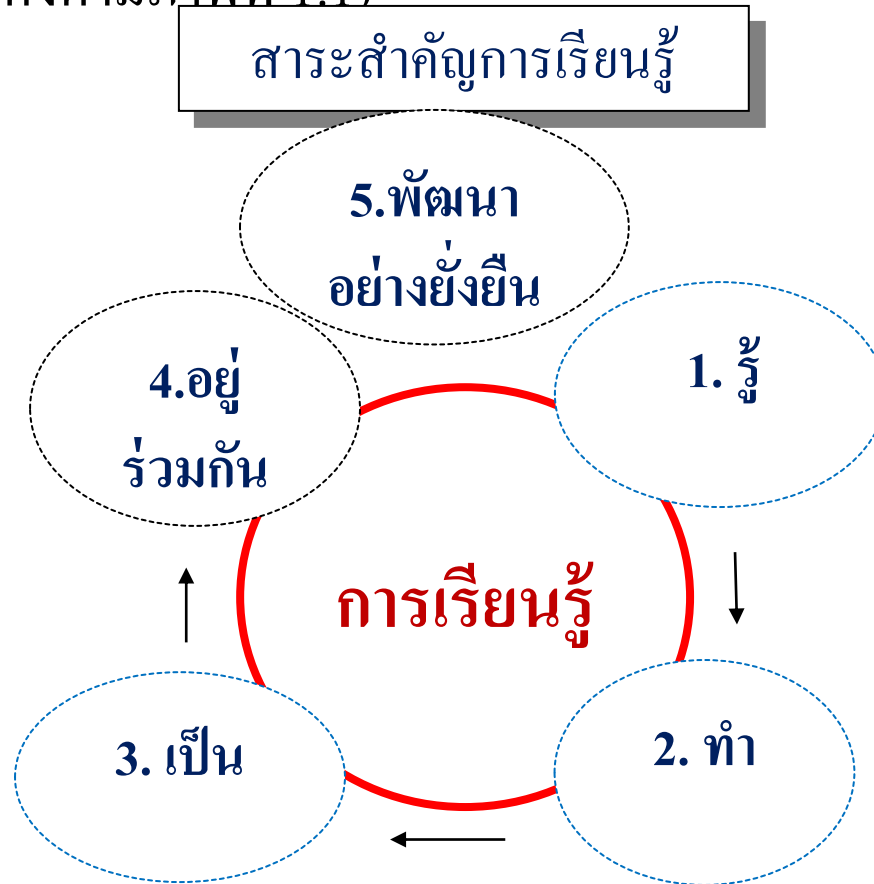 สาระสำคัญการเรียนรู้
5.พัฒนา
อย่างยั่งยืน
1. รู้
4.อยู่
ร่วมกัน
การเรียนรู้
3. เป็น
2. ทำ